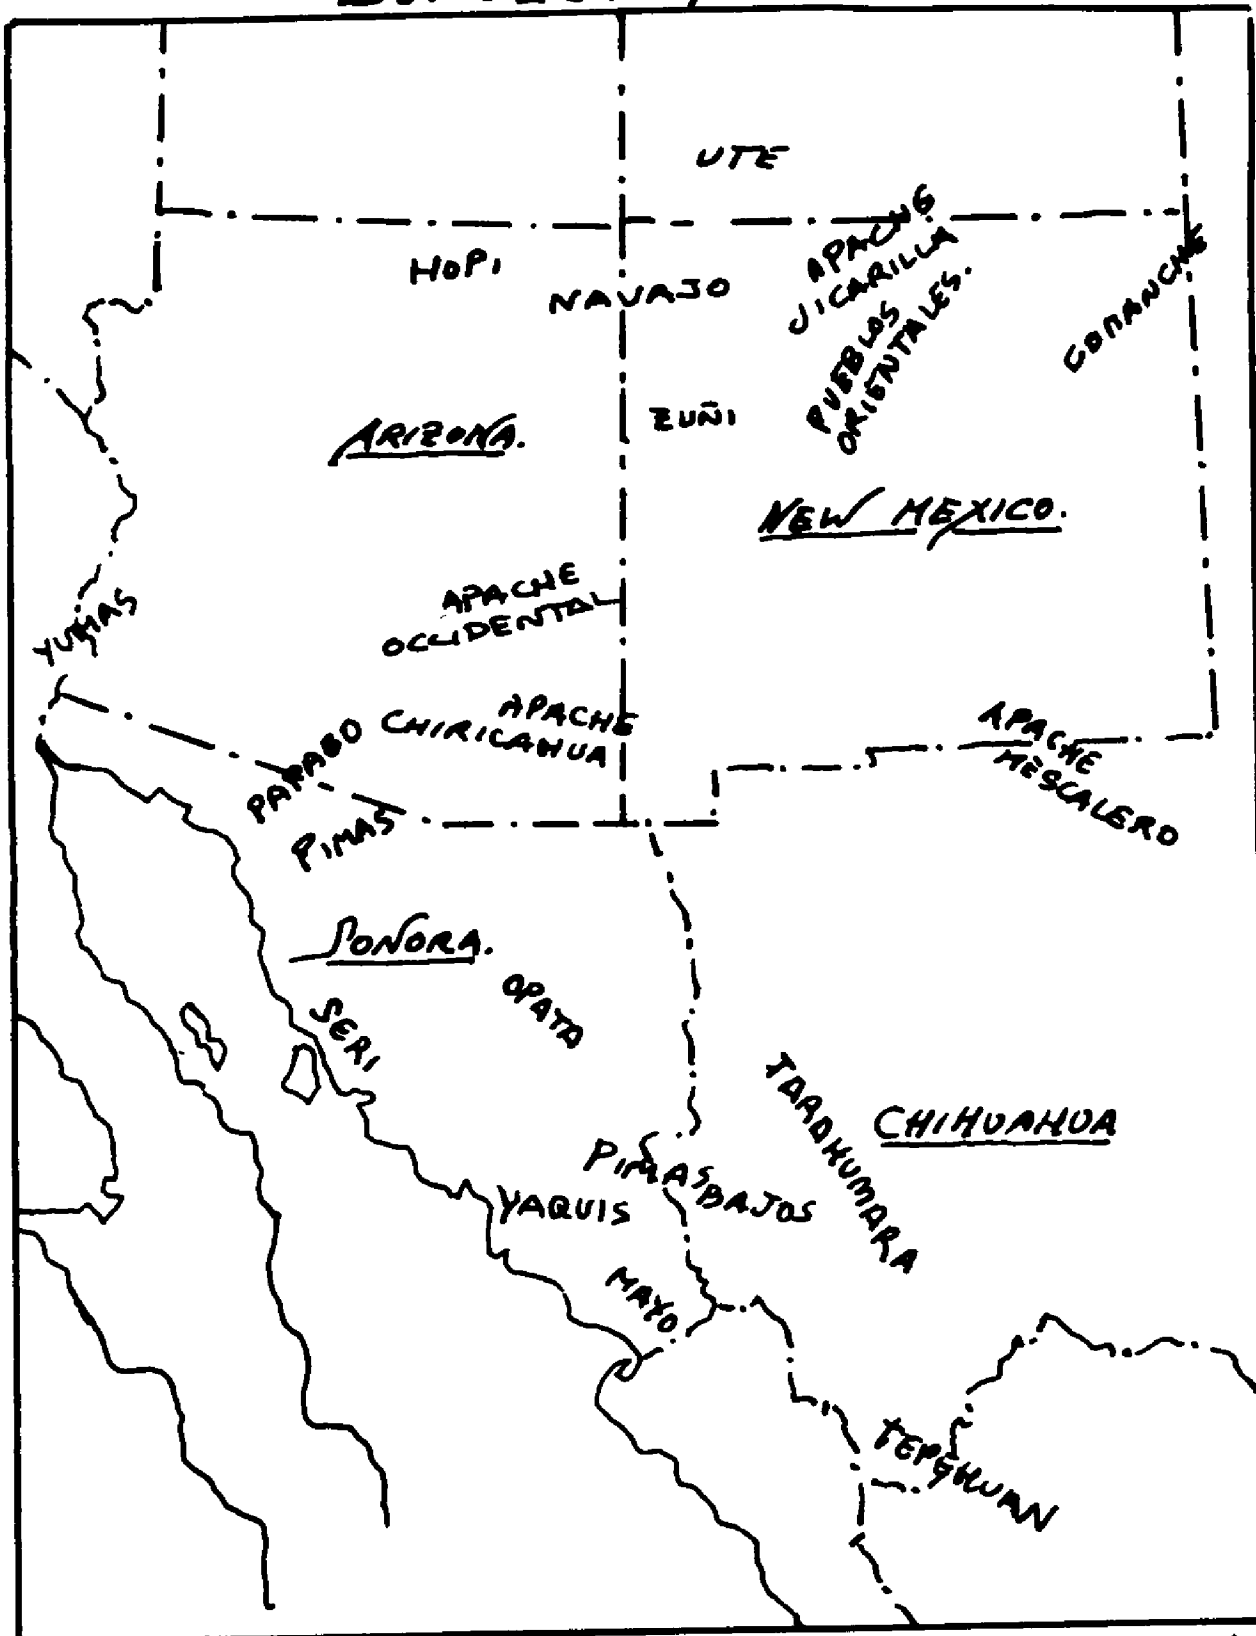 UTE
HOPI
NAVAJO
APACHE
JICARILLA
PUEBLOS
ORIENTALES.
COMANCHE
ARIZONA.
ZUÑI
NEW MEXICO.
YUMAS
APACHE
OCCIDENTAL
APACHE
CHIRICAHUA
APACHE
MESCALERO
PAPAGO
PIMAS
SONORA.
OPATA
SERI
TARAHUMARA
CHIHUAHUA
PIMAS BAJOS
YAQUIS
MAYO
TEPEHUAN